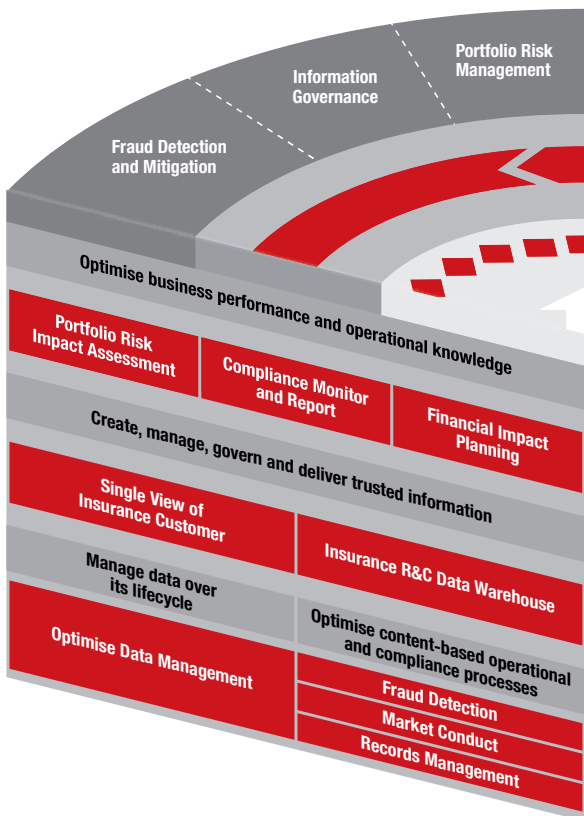 Portfolio Risk
Management
Information
Governance
Fraud Detection
and Mitigation
Optimise business performance and operational knowledge
Portfolio Risk
Impact Assessment
Compliance Monitor
and Report
Financial Impact
Planning
Create, manage, govern and deliver trusted information
Single View of
Insurance Customer
Insurance R&C Data Warehouse
Manage data over
its lifecycle
Optimise content-based operational
and compliance processes
Optimise Data Management
Fraud Detection
Market Conduct
Records Management